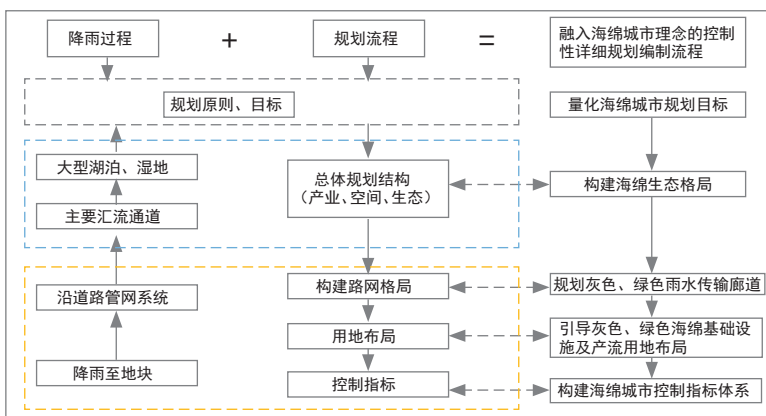 降雨过程
+
规划流程
=
融入海绵城市理念的控制
性详细规划编制流程
规划原则、目标
量化海绵城市规划目标
大型湖泊、湿地
总体规划结构
（产业、空间、生态）
构建海绵生态格局
主要汇流通道
沿道路管网系统
构建路网格局
规划灰色、绿色雨水传输廊道
用地布局
引导灰色、绿色海绵基础设
施及产流用地布局
降雨至地块
控制指标
构建海绵城市控制指标体系